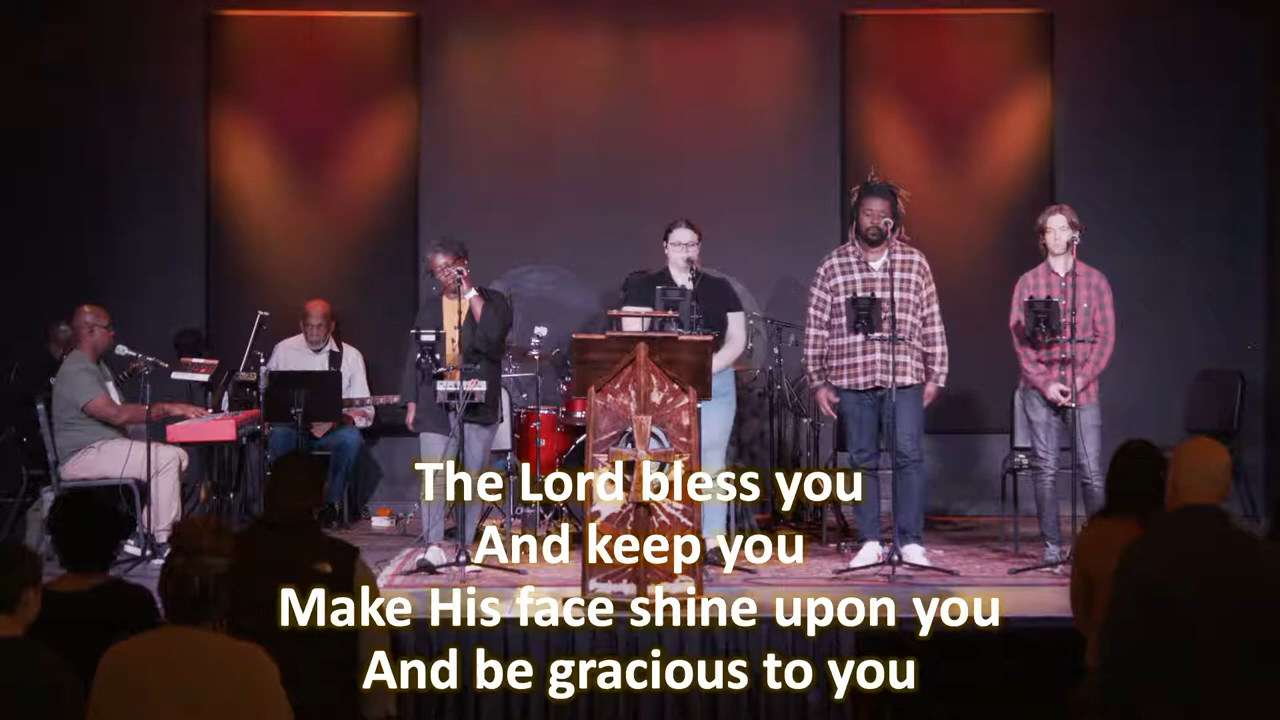 The Lord bless you
And keep you
Make His face shine upon you
And be gracious to you